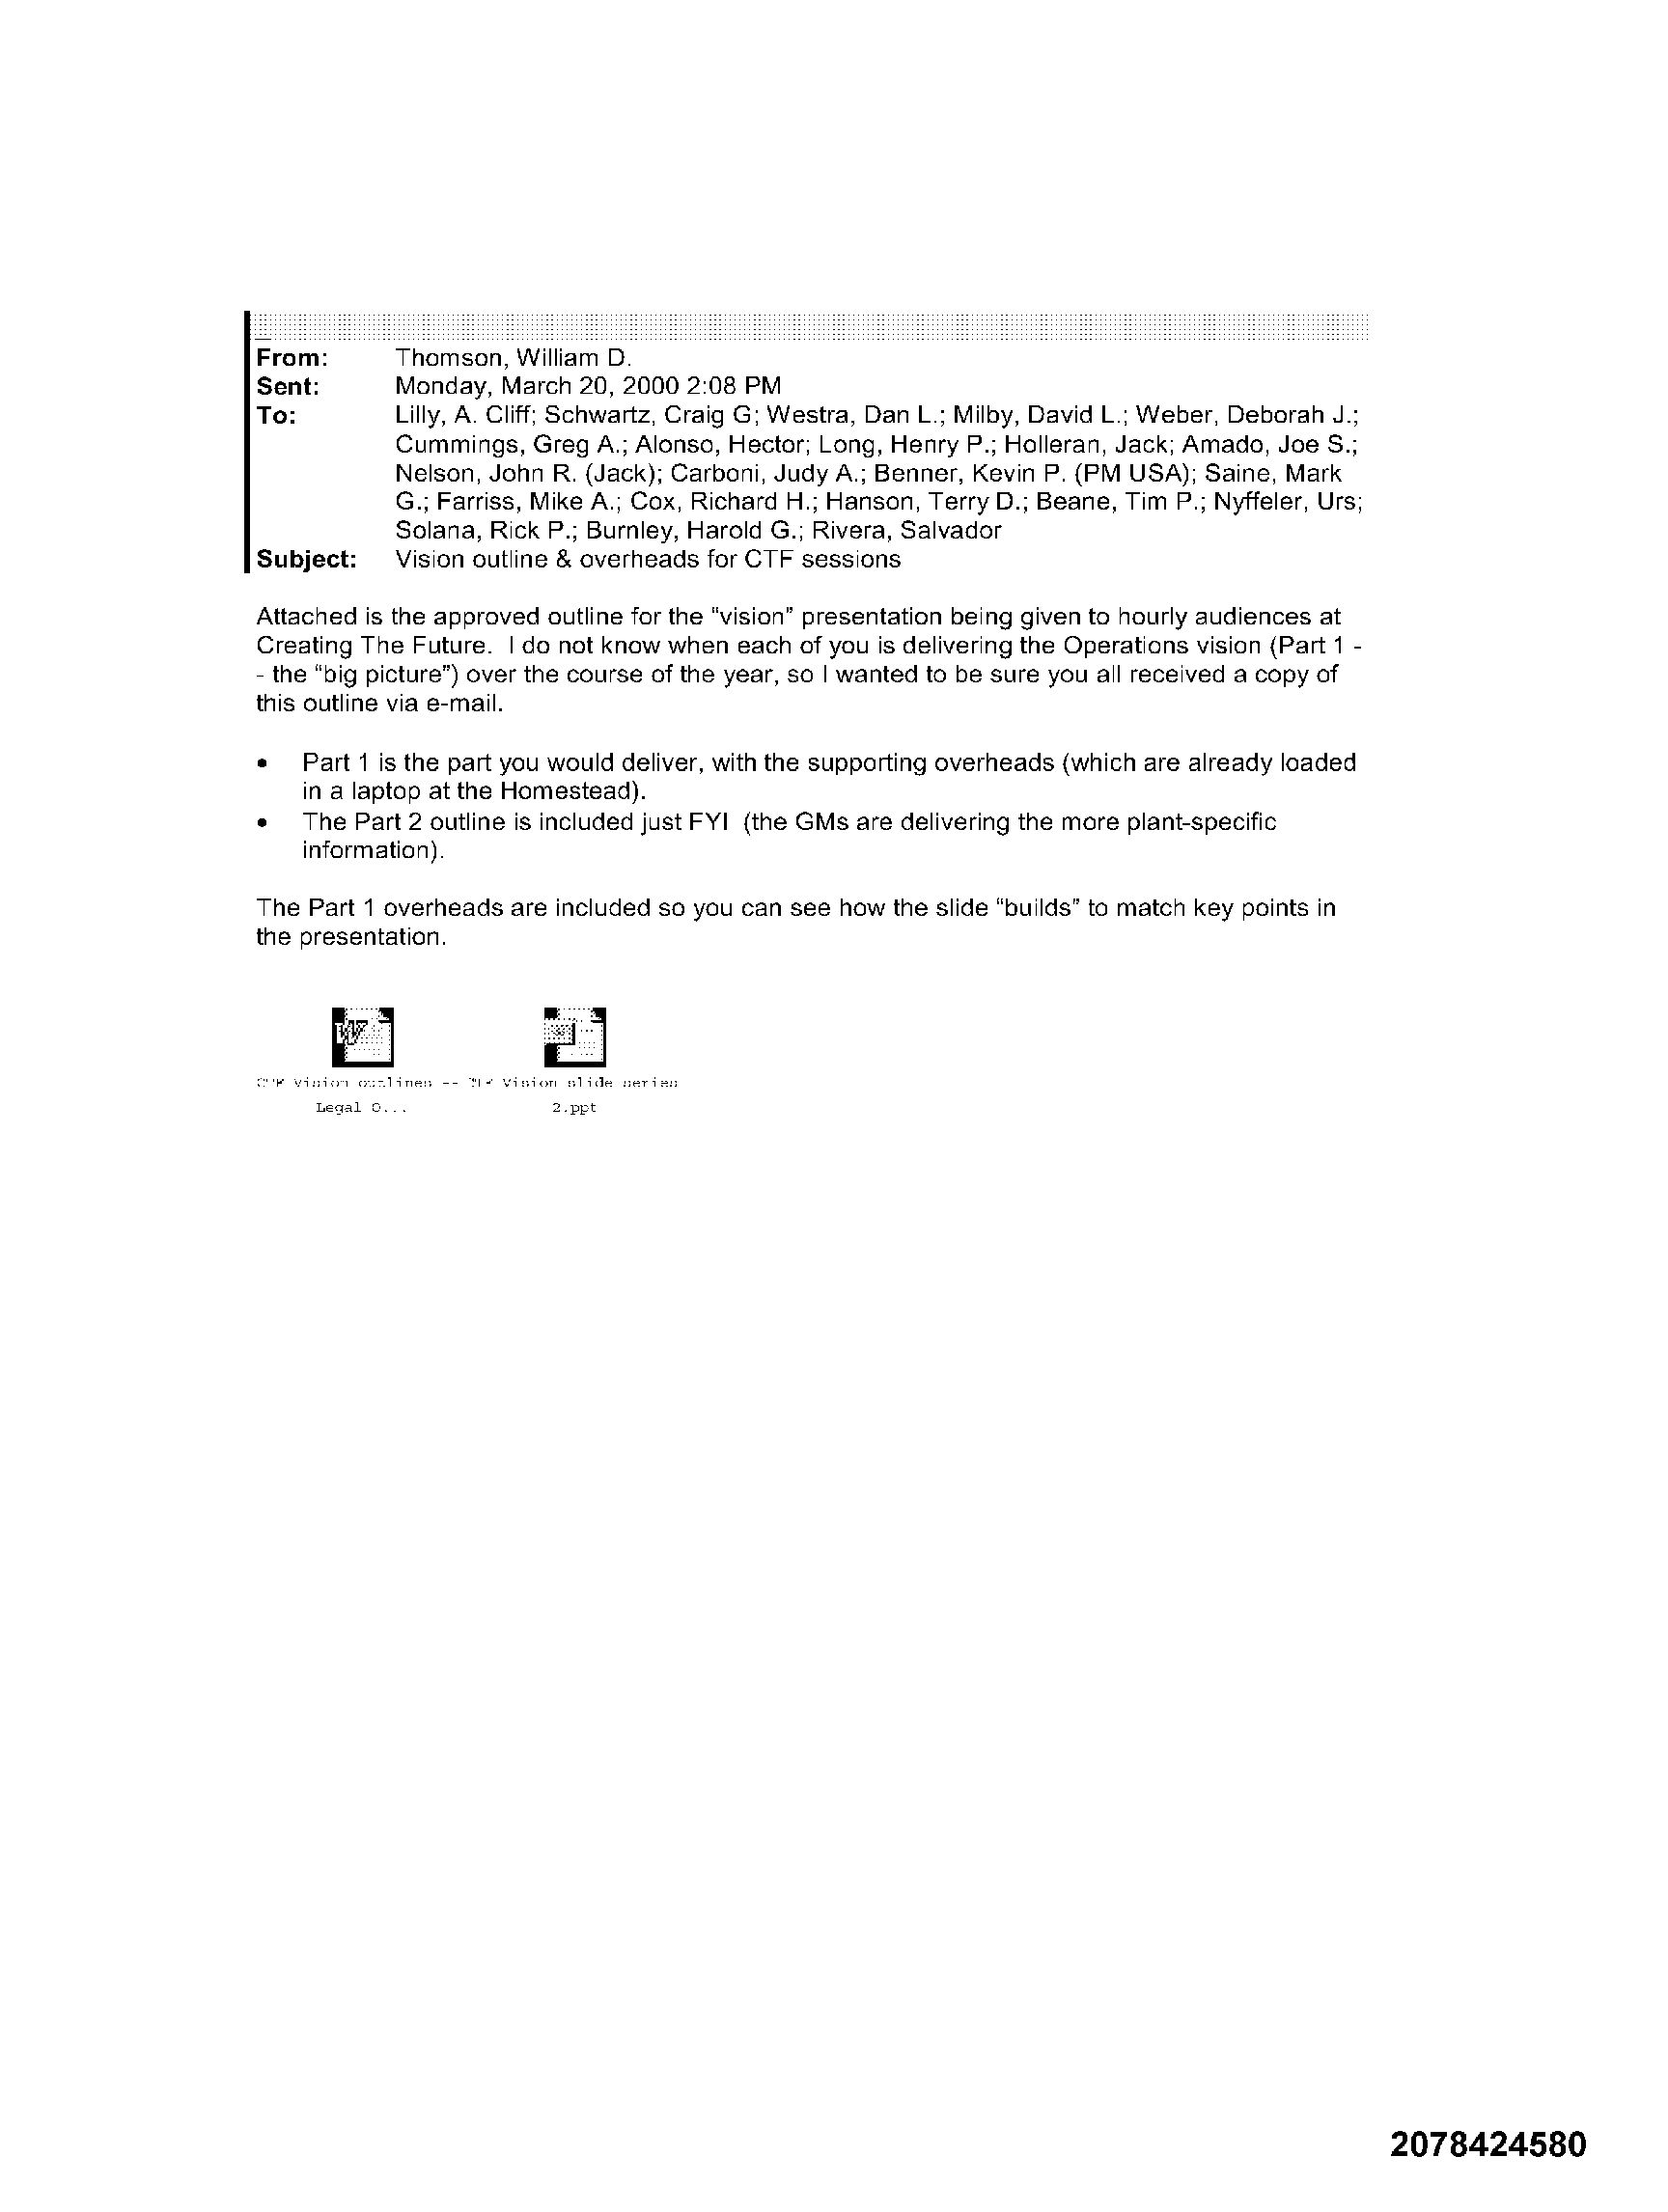 From: Thomson, William D.
Sent: Monday, March 20, 2000 2:08 PM
To: Lilly, A. Cliff; Schwartz, Craig G; Westra, Dan L.; Milby, David L.; Weber, Deborah J.;
Cummings, Greg A.; Alonso, Hector; Long, Henry P.; Holleran, Jack; Amado, Joe S.;
Nelson, John R. (Jack); Carboni, Judy A.; Benner, Kevin P. (PM USA); Saine, Mark
G.; Farriss, Mike A.; Cox, Richard H.; Hanson, Terry D.; Beane, Tim P.; Nyffeler, Urs;
Solana, Rick P.; Burnley, Harold G.; Rivera, Salvador
Subject: Vision outline & overheads for CTF sessions
Attached is the approved outline for the “vision” presentation being given to hourly audiences at
Creating The Future.  I do not know when each of you is delivering the Operations vision (Part 1 -
- the “big picture”) over the course of the year, so I wanted to be sure you all received a copy of
this outline via e-mail.
• Part 1 is the part you would deliver, with the supporting overheads (which are already loaded
in a laptop at the Homestead).
• The Part 2 outline is included just FYI  (the GMs are delivering the more plant-specific
information).
The Part 1 overheads are included so you can see how the slide “builds” to match key points in
the presentation.
Vision outlines -- Vision slide series
Legal O... 2.ppt
2078424580